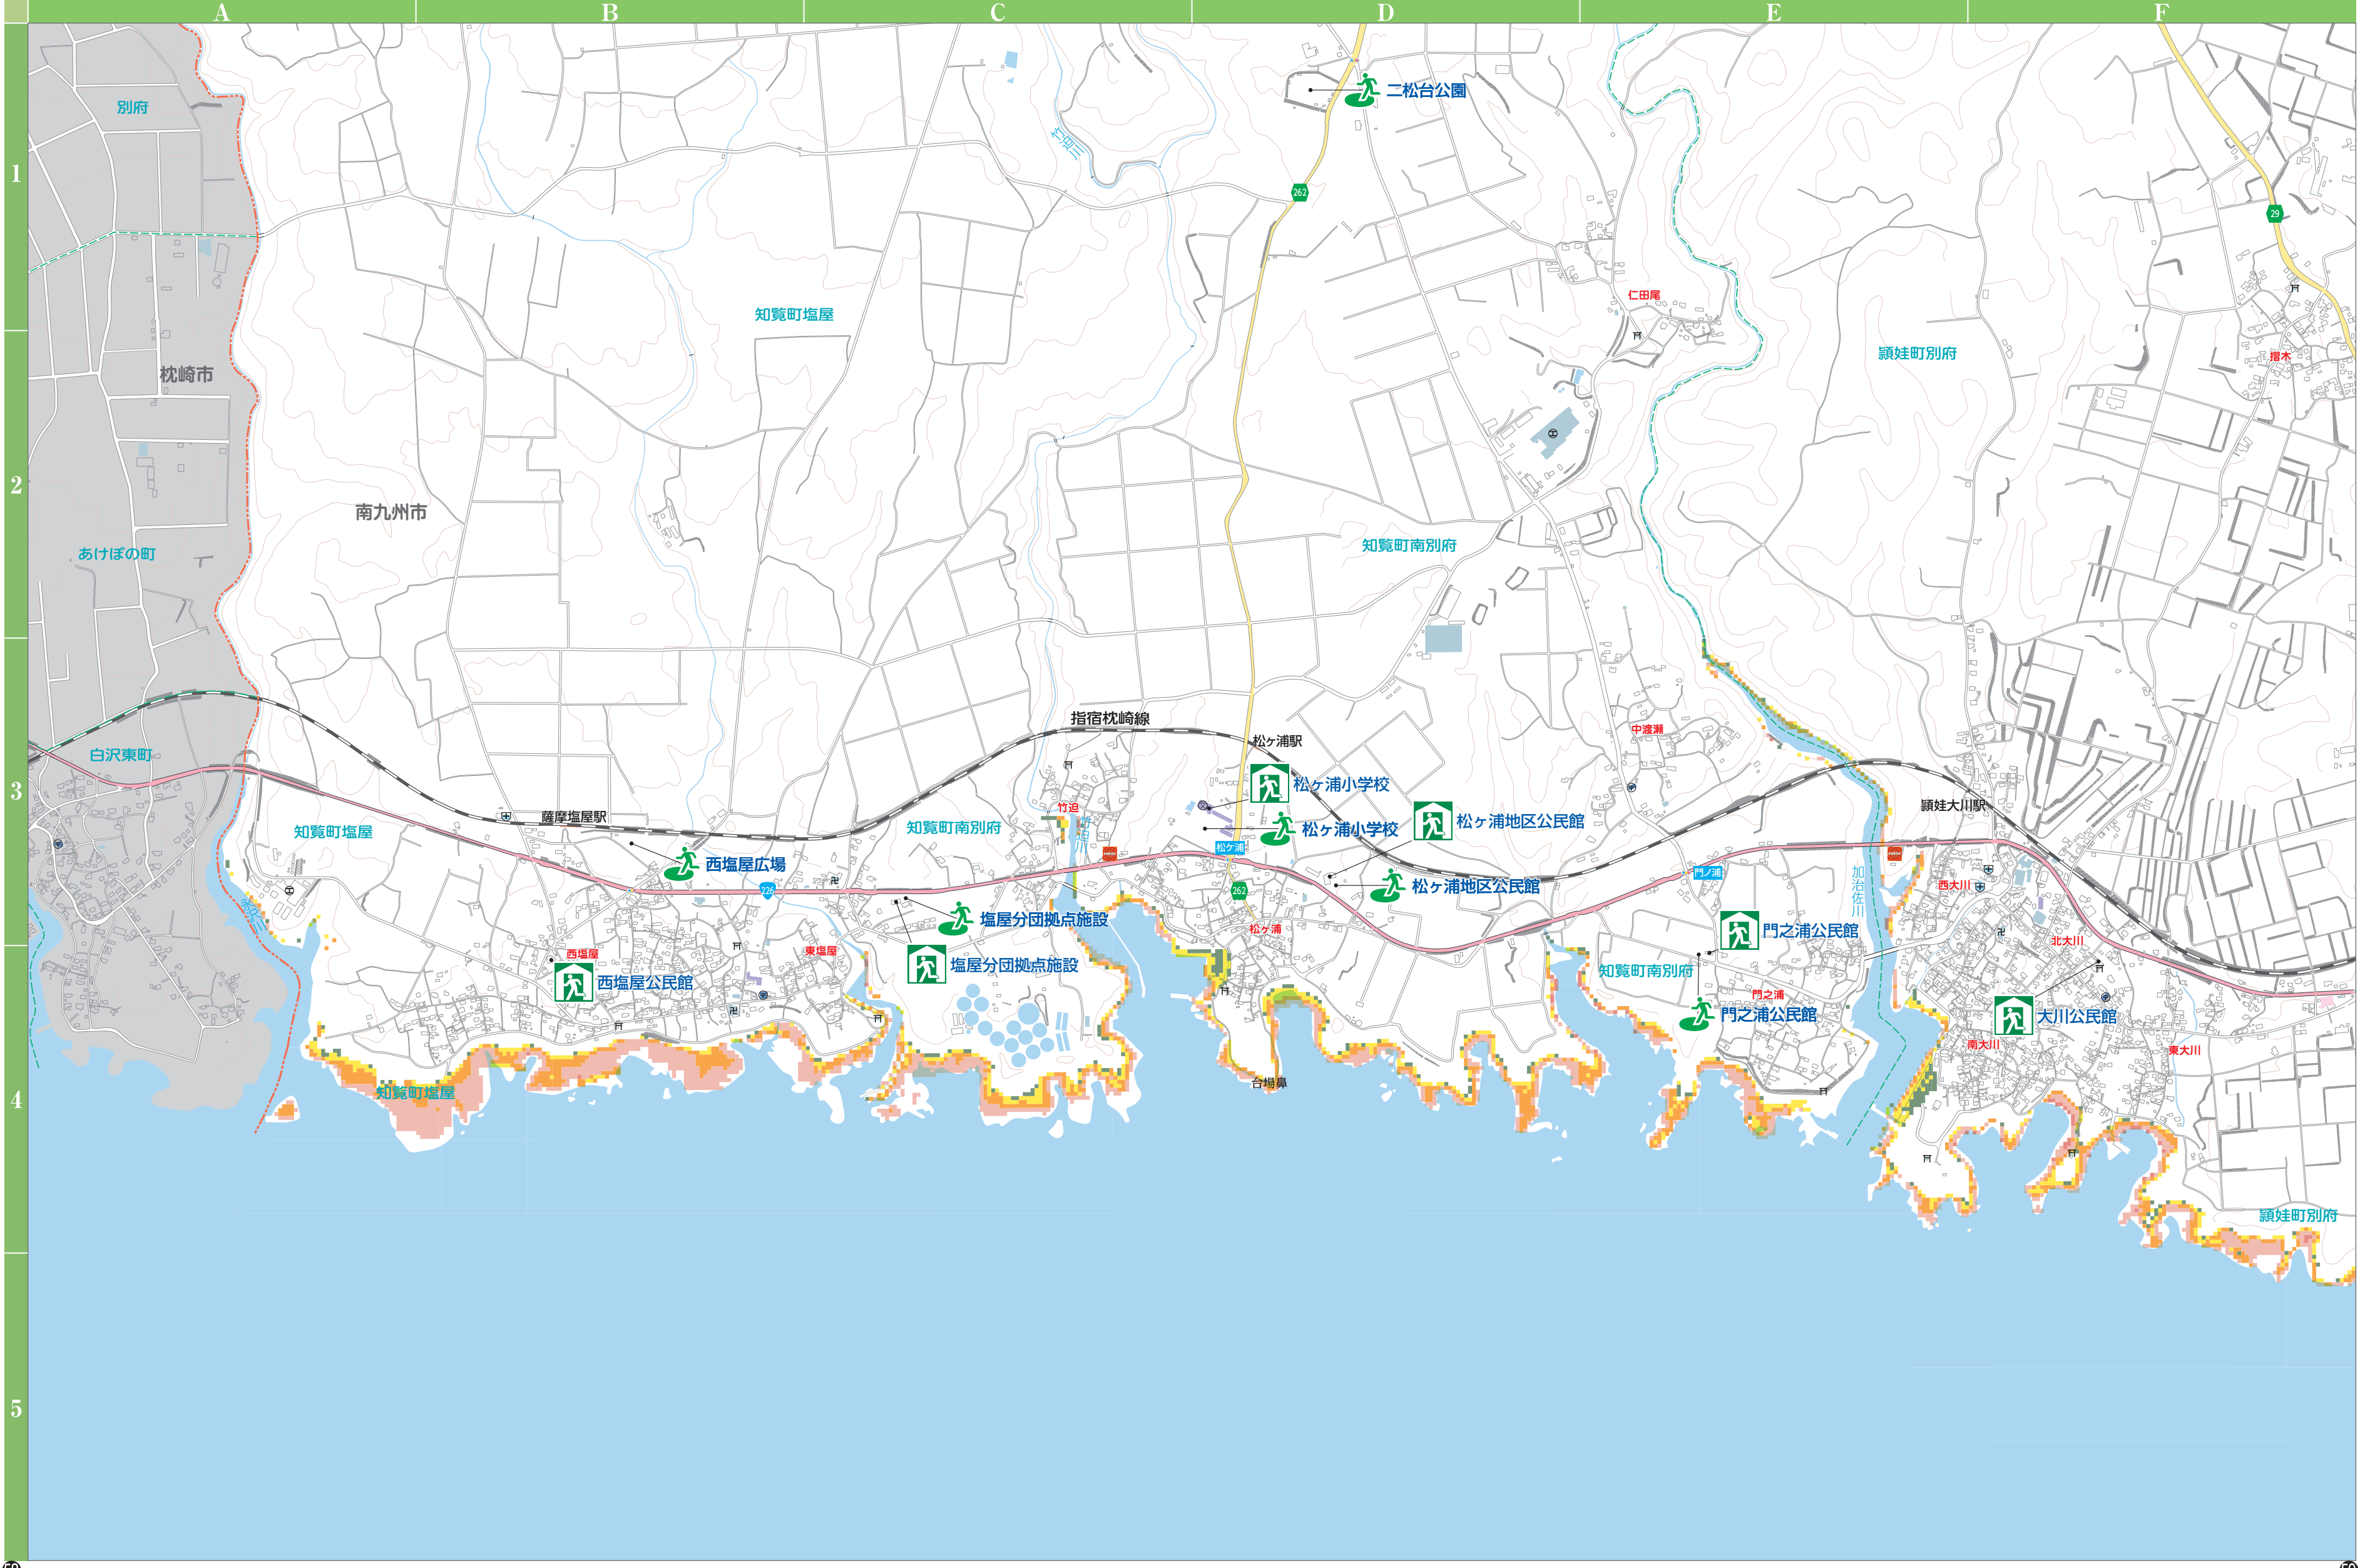 A
B
C
D
E
F
1
2
3
4
5
別府
竹迫川
二松台公園
262
29
仁田尾
知覧町塩屋
頴娃町別府
摺木
枕崎市
南九州市
あけぼの町
知覧町南別府
指宿枕崎線
松ヶ浦駅
中渡瀬
白沢東町
松ヶ浦小学校
竹迫
薩摩塩屋駅
頴娃大川駅
知覧町塩屋
知覧町南別府
松ヶ浦小学校
松ヶ浦地区公民館
松ケ浦
西塩屋広場
226
262
松ヶ浦地区公民館
門ノ浦
加治佐川
西大川
塩屋分団拠点施設
松ヶ浦
門之浦公民館
北大川
西塩屋
東塩屋
塩屋分団拠点施設
知覧町南別府
西塩屋公民館
門之浦
門之浦公民館
大川公民館
南大川
東大川
台場鼻
知覧町塩屋
頴娃町別府